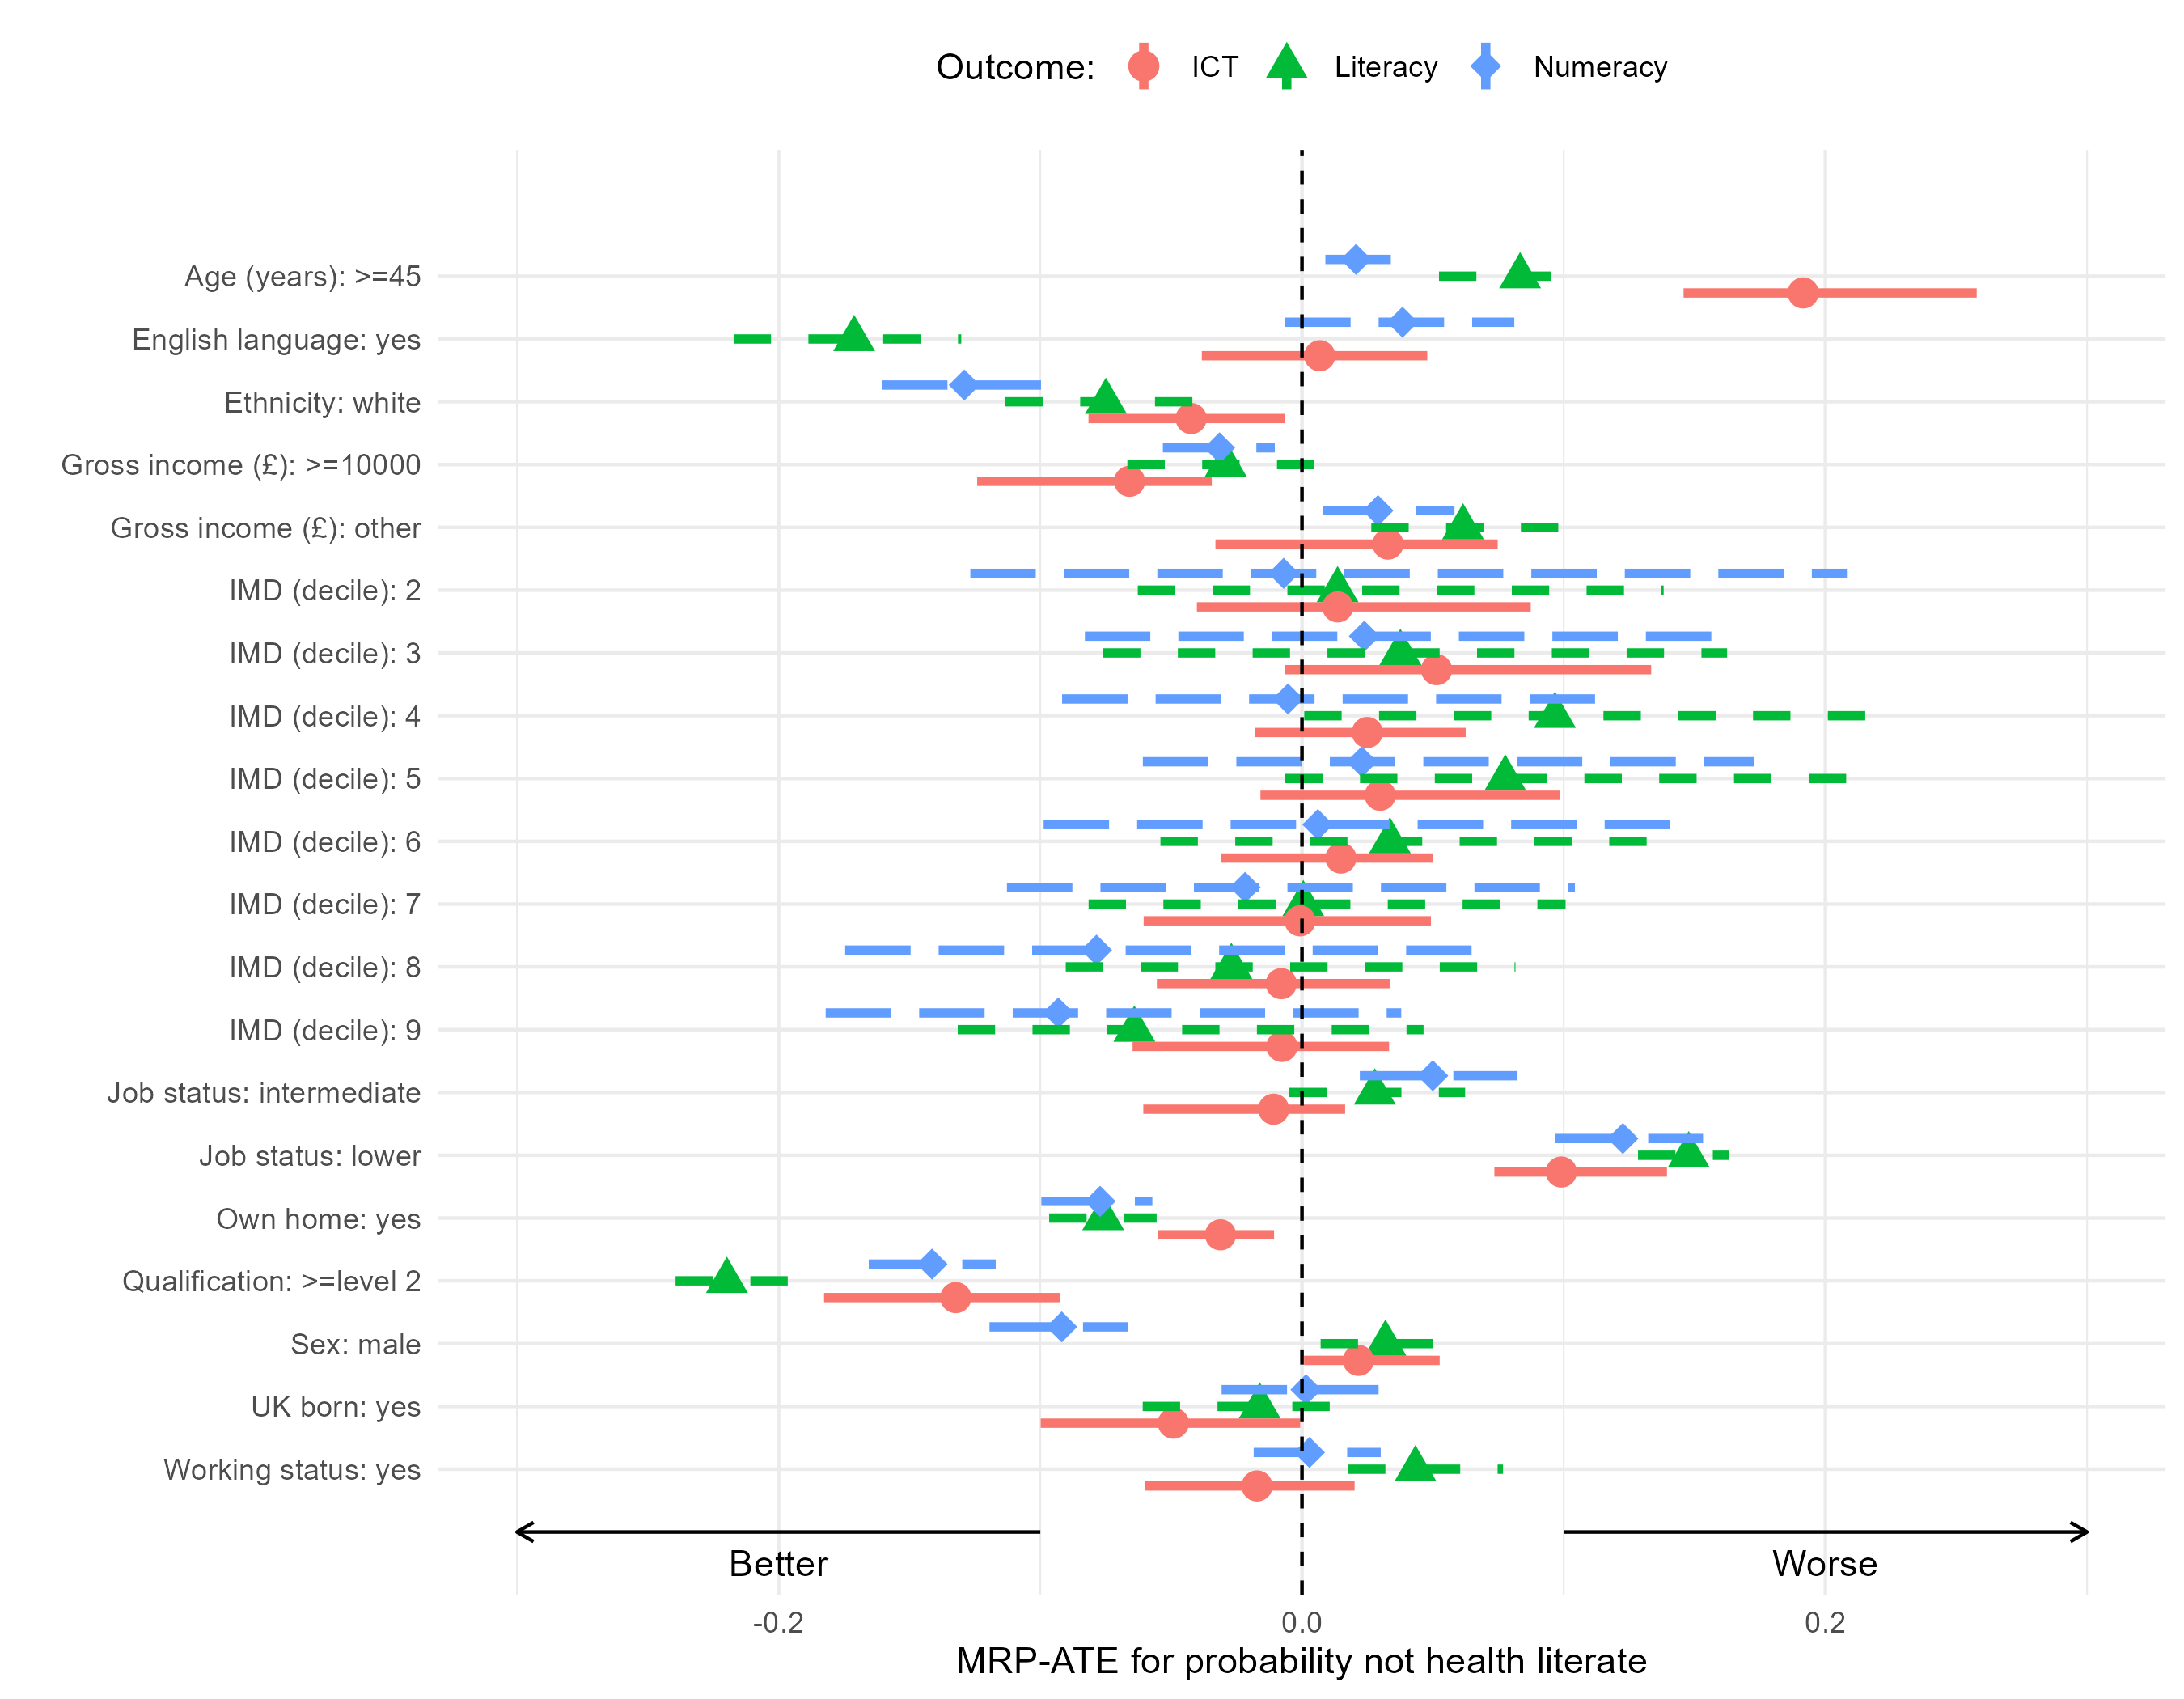 Outcome: ICT Literacy Numeracy
Age (years): >=45
English language: yes
Ethnicity: white
Gross income (£): >=10000
Gross income (£): other
IMD (decile): 2
IMD (decile): 3
IMD (decile): 4
IMD (decile): 5
IMD (decile): 6
IMD (decile): 7
IMD (decile): 8
IMD (decile): 9
Job status: intermediate
Job status: lower
Own home: yes
Qualification: >=level 2
Sex: male
UK born: yes
Working status: yes
Better Worse
-0.2 0.0 0.2
MRP-ATE for probability not health literate